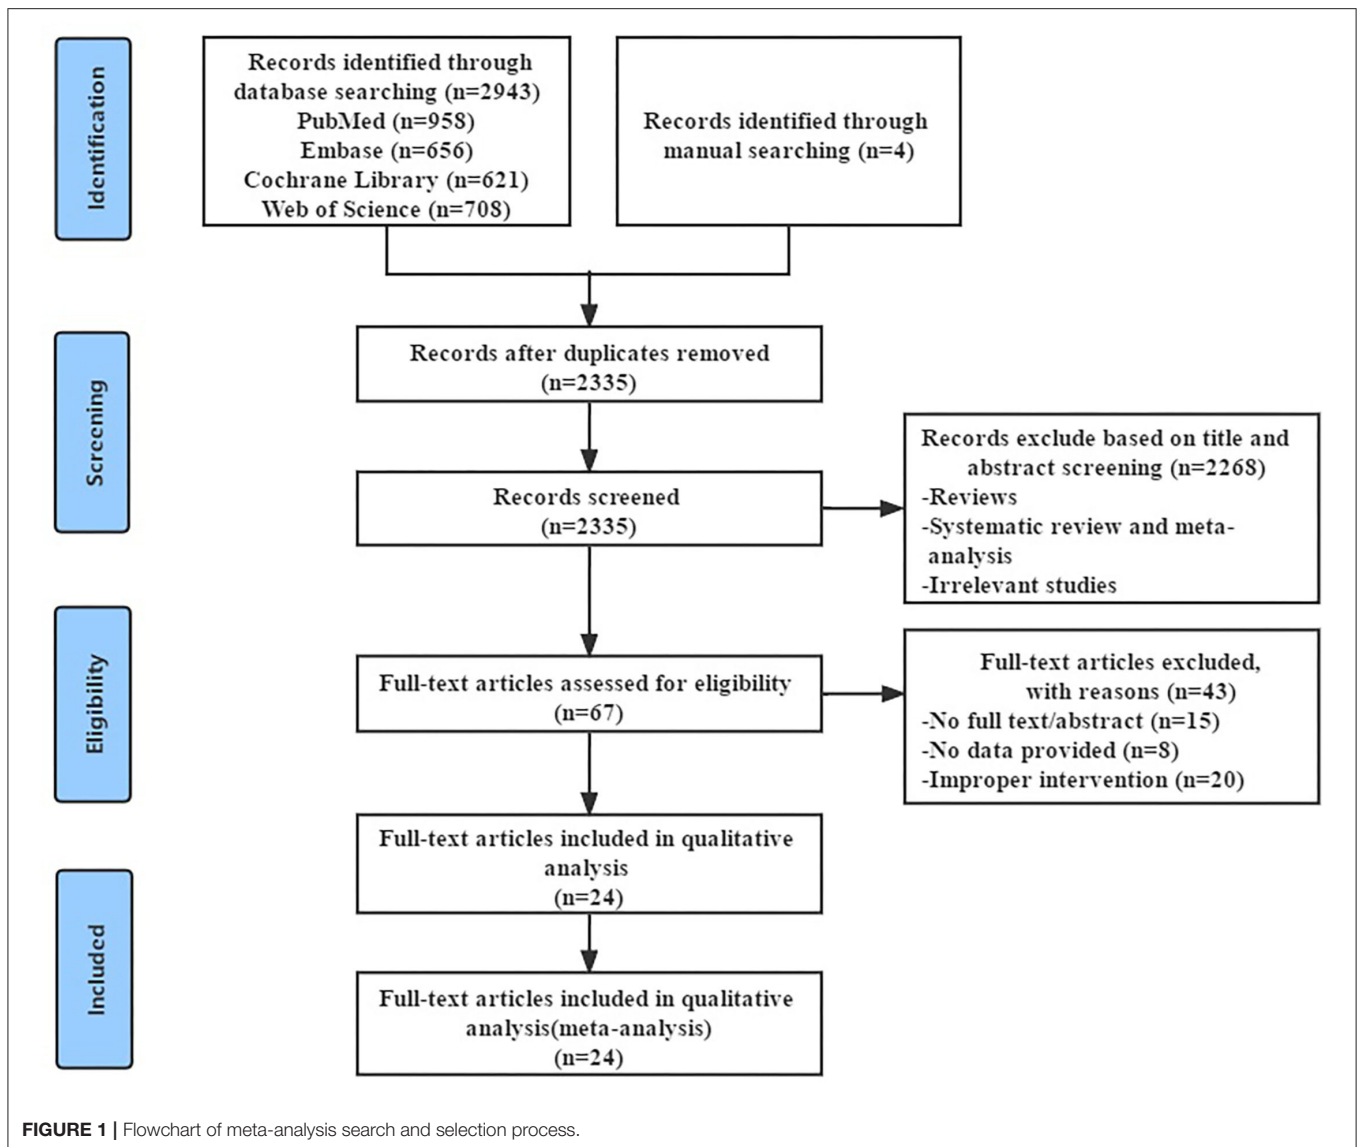 Identification
Records identified through
database searching (n=2943)
PubMed (n=958)
Embase (n=656)
Cochrane Library (n=621)
Web of Science (n=708)
Records identified through
manual searching (n=4)
Screening
Records after duplicates removed
(n=2335)
Records screened
(n=2335)
Records exclude based on title and
abstract screening (n=2268)
-Reviews
-Systematic review and meta-
analysis
-Irrelevant studies
Eligibility
Full-text articles assessed for eligibility
(n=67)
Full-text articles excluded,
with reasons (n=43)
-No full text/abstract (n=15)
-No data provided (n=8)
-Improper intervention (n=20)
Included
Full-text articles included in qualitative
analysis
(n=24)
Full-text articles included in qualitative
analysis(meta-analysis)
(n=24)
FIGURE 1 | Flowchart of meta-analysis search and selection process.